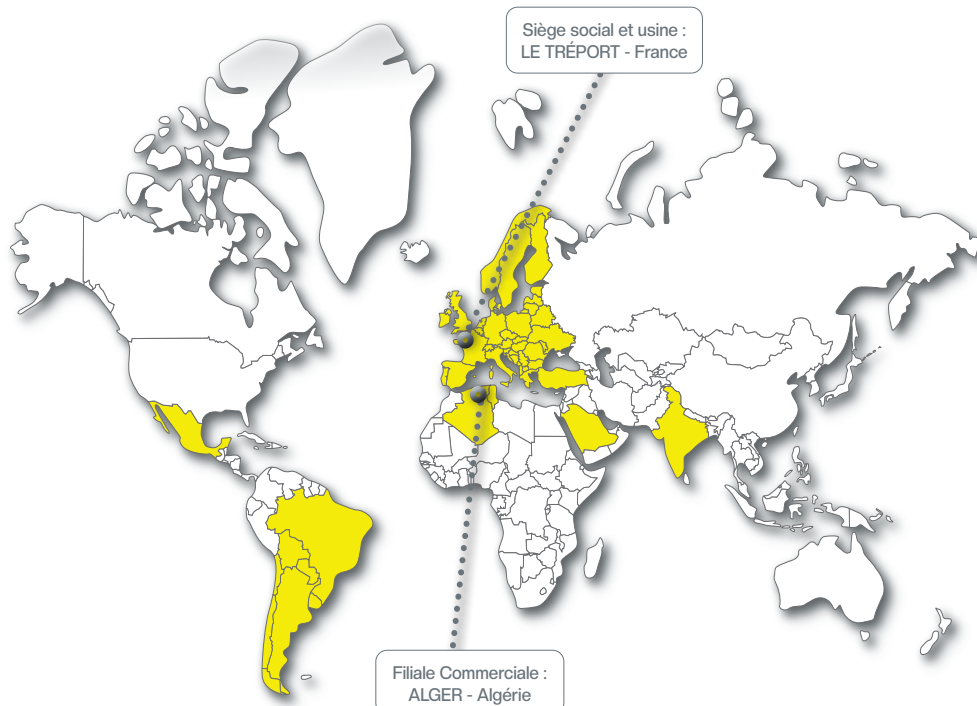 Siège social et usine :
LE TRÉPORT - France
Filiale Commerciale :
ALGER - Algérie